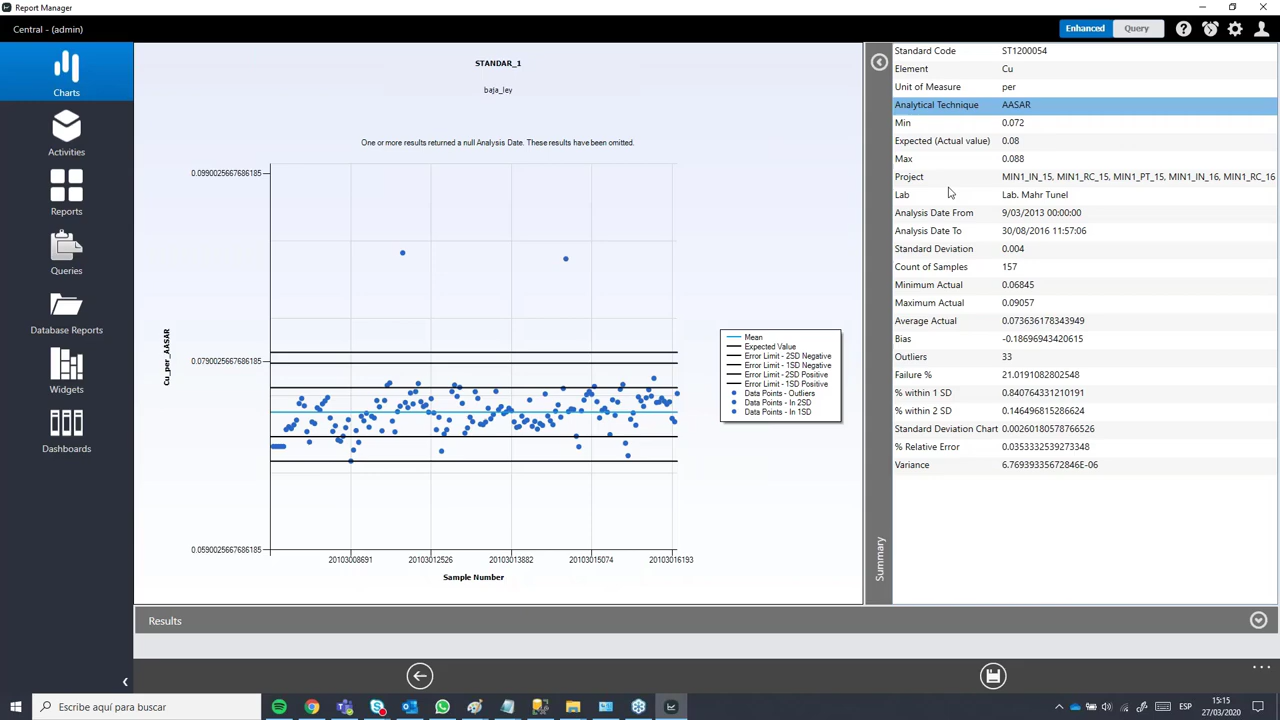 Report Manager
Central - (admin)
Enhanced
Query
Charts
Activities
Reports
Queries
Database Reports
Widgets
Dashboards
STANDAR_1
baja_ley
One or more results returned a null Analysis Date. These results have been omitted.
0.0990025667686185
0.0790025667686185
0.0590025667686185
Cu_per_AASAR
20103008691
20103012526
20103013882
20103015074
20103016193
Sample Number
Mean
Expected Value
Error Limit - 2SD Negative
Error Limit - 1SD Negative
Error Limit - 2SD Positive
Error Limit - 1SD Positive
Data Points - Outliers
Data Points - In 2SD
Data Points - In 1SD
Summary
Standard Code ST1200054
Element Cu
Unit of Measure per
Analytical Technique AASAR
Min 0.072
Expected (Actual value) 0.08
Max 0.088
Project MIN1_IN_15, MIN1_RC_15, MIN1_PT_15, MIN1_IN_16, MIN1_RC_16
Lab Lab. Mahr Tunel
Analysis Date From 9/03/2013 00:00:00
Analysis Date To 30/08/2016 11:57:06
Standard Deviation 0.004
Count of Samples 157
Minimum Actual 0.06845
Maximum Actual 0.09057
Average Actual 0.073636178343949
Bias -0.18696943420615
Outliers 33
Failure % 21.0191082802548
% within 1 SD 0.840764331210191
% within 2 SD 0.146496815286624
Standard Deviation Chart 0.00260180578766526
% Relative Error 0.0353332539273348
Variance 6.76939335672846E-06
Results
Escribe aquí para buscar
ESP
15:15
27/03/2020